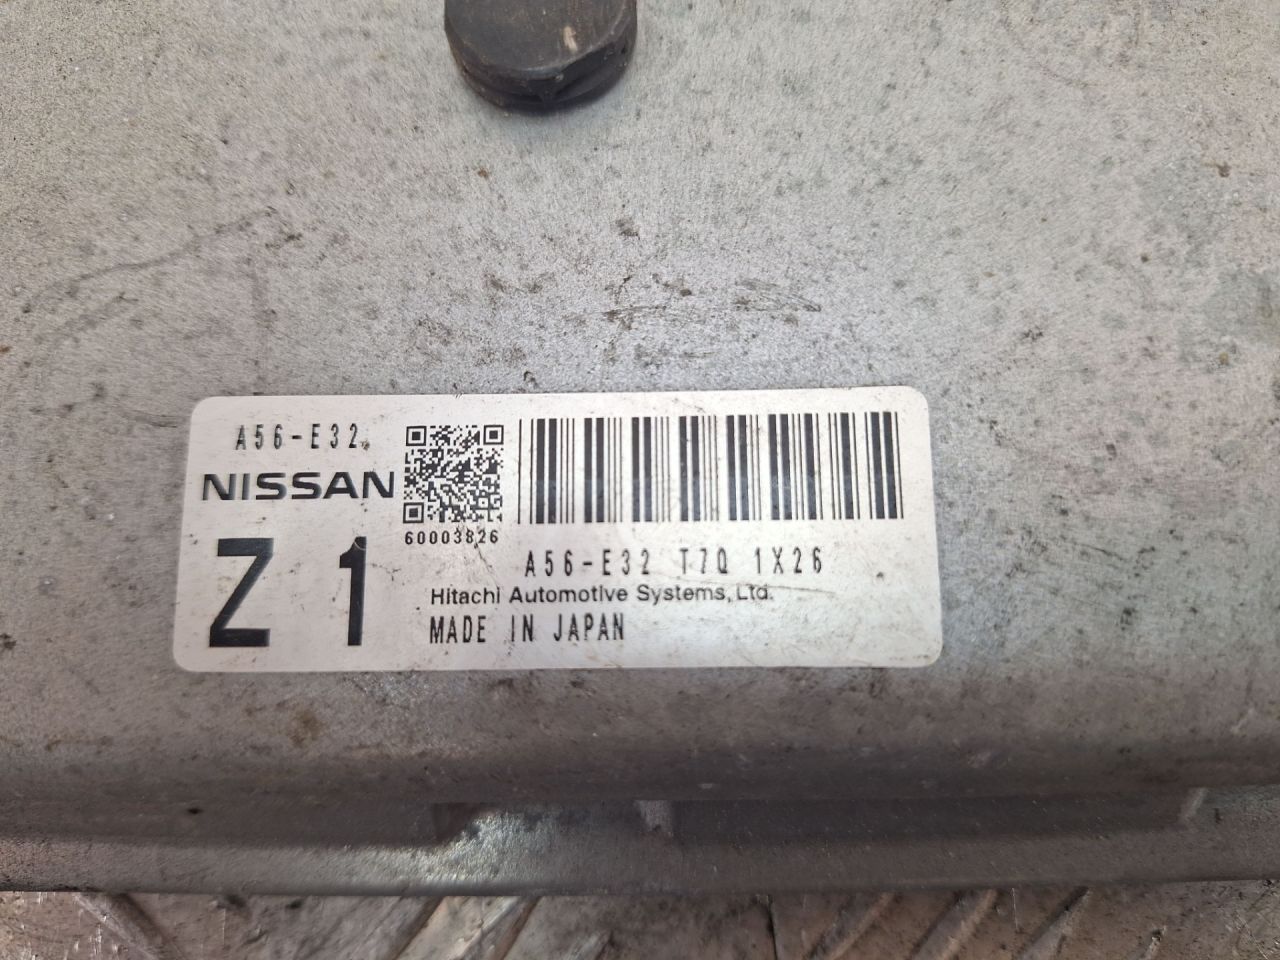 A56-E32
NISSAN
60003826
Z 1
A56-E32 T7Q 1X26
Hitachi Automotive Systems, Ltd.
MADE IN JAPAN